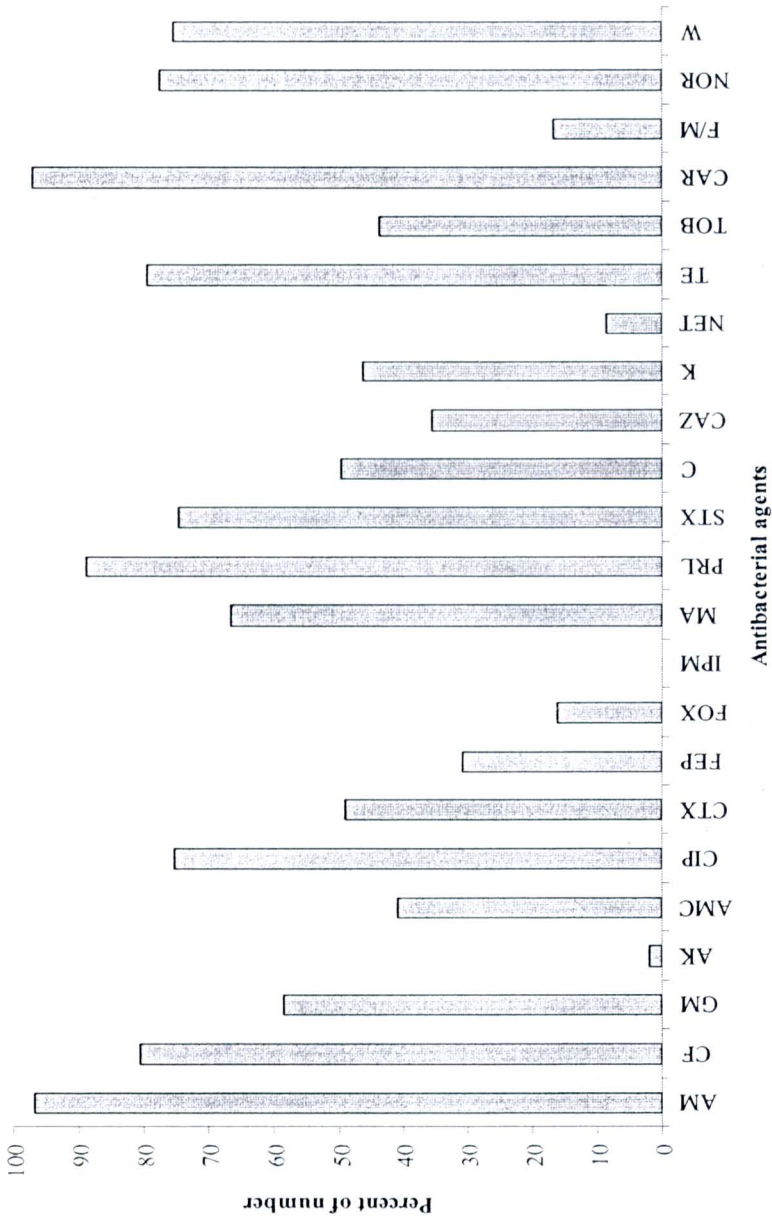 Percent of number
100
90
80
70
60
50
40
30
20
10
0
AM
CF
GM
AK
AMC
CIP
CTX
FEP
FOX
IPM
MA
PRL
STX
C
CAZ
K
NET
TE
TOB
CAR
F/M
NOR
W
Antibacterial agents